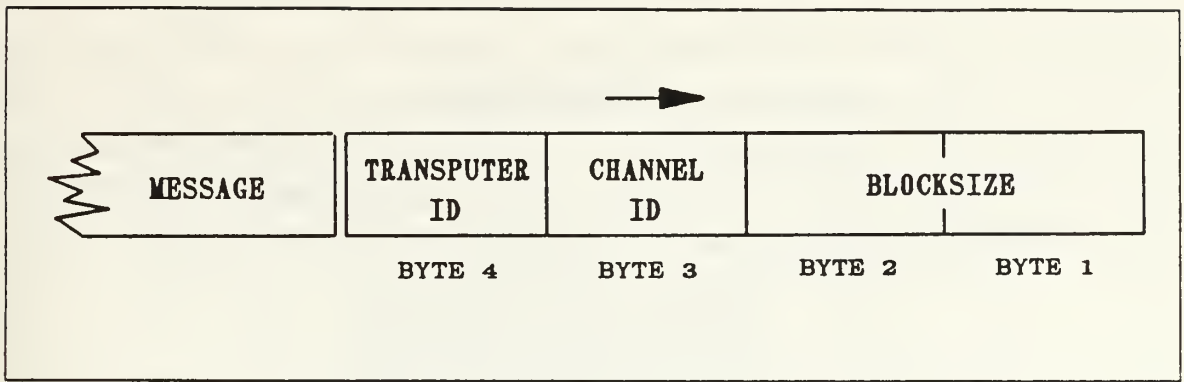 MESSAGE
TRANSPUTER
ID
CHANNEL
ID
BLOCKSIZE
BYTE 4
BYTE 3
BYTE 2
BYTE 1